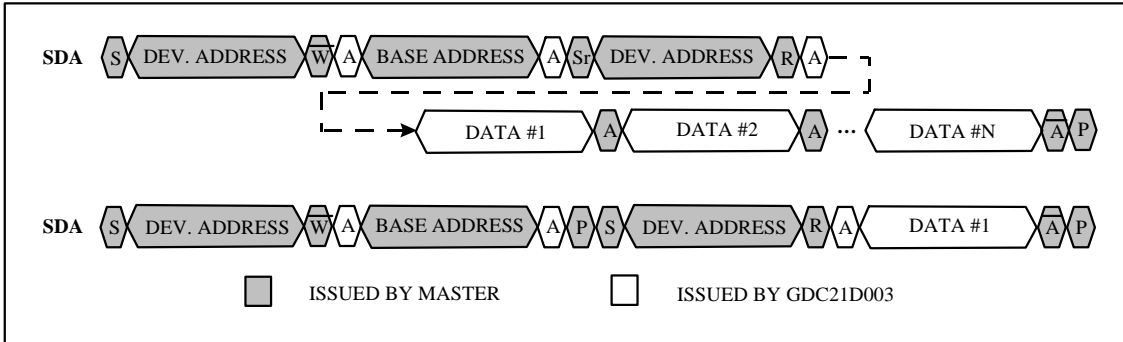 SDA S DEV. ADDRESS W̅ A BASE ADDRESS A Sr DEV. ADDRESS R A
DATA #1 A DATA #2 A ... DATA #N A̅ P
SDA S DEV. ADDRESS W̅ A BASE ADDRESS A P S DEV. ADDRESS R A DATA #1 A̅ P
ISSUED BY MASTER ISSUED BY GDC21D003